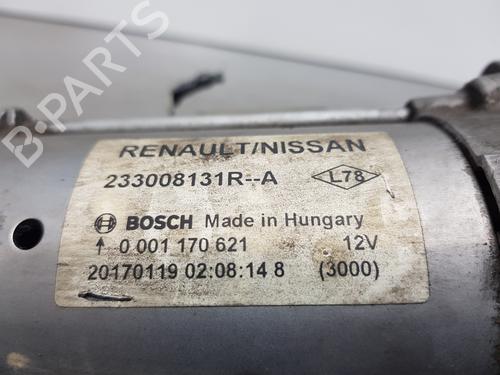 B-PARTS
RENAULT/NISSAN
233008131R--A L78
BOSCH Made in Hungary
↑ 0 001 170 621 12V
20170119 02:08:14 8 (3000)